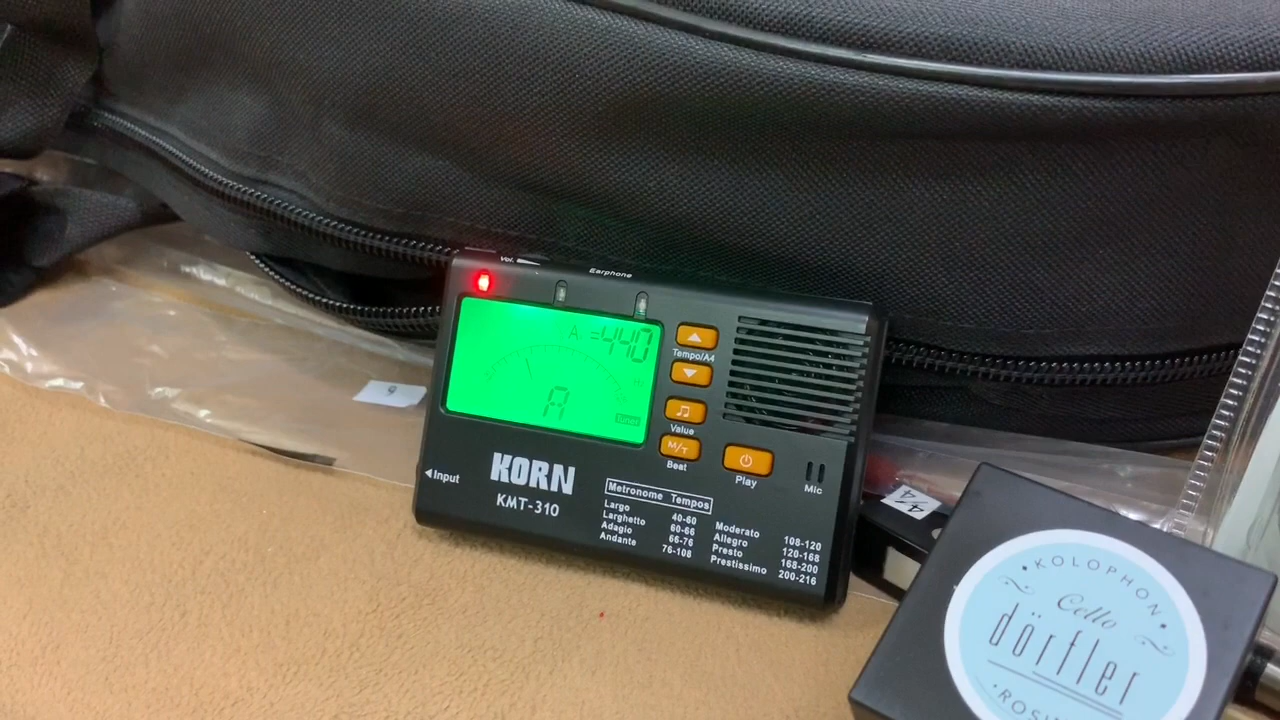 Vol.
Earphone
A =440
Hz
A
Tuner
Tempo/A4
Value
M/T
Beat
Play
Mic
Input
KORN
KMT-310
Metronome Tempos
Largo 40-60
Larghetto 60-66
Adagio 66-76
Andante 76-108
Moderato 108-120
Allegro 120-168
Presto 168-200
Prestissimo 200-216
4/4
KOLOPHON
Cello
dörfler